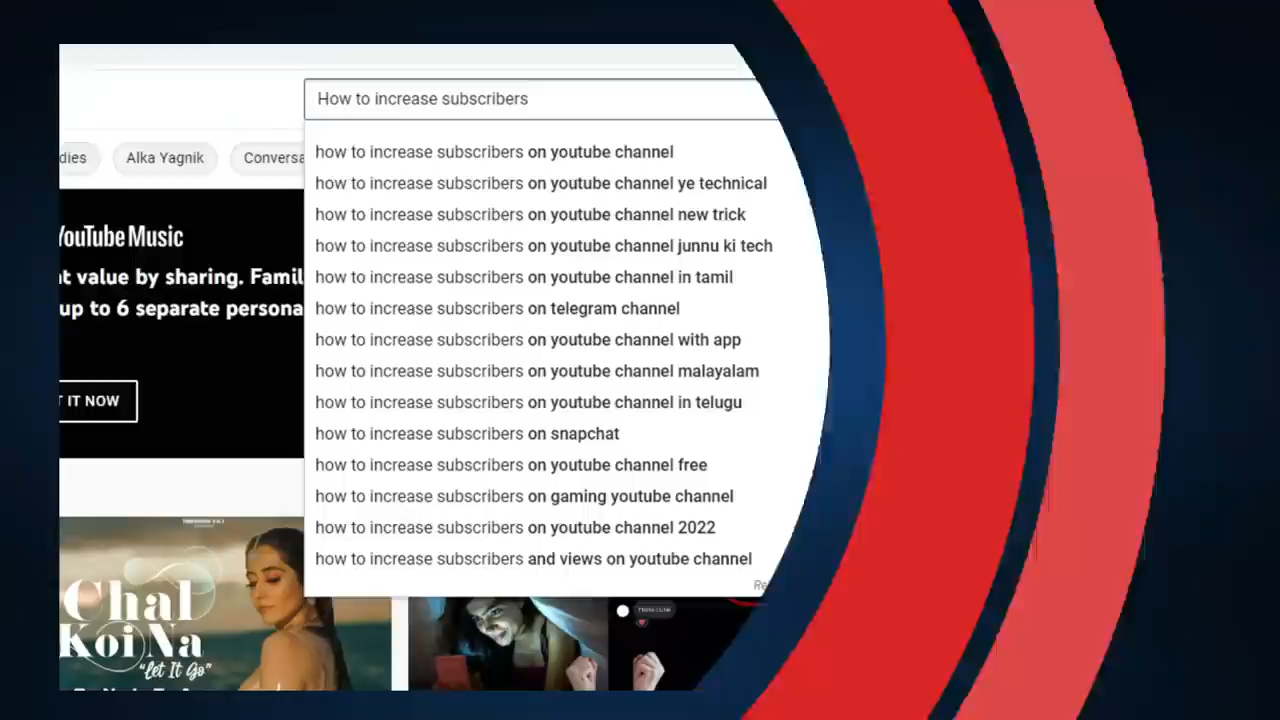 How to increase subscribers
how to increase subscribers on youtube channel
dies Alka Yagnik Conversa
how to increase subscribers on youtube channel ye technical
how to increase subscribers on youtube channel new trick
YouTube Music
how to increase subscribers on youtube channel junnu ki tech
nt value by sharing. Famil
how to increase subscribers on youtube channel in tamil
up to 6 separate persona
how to increase subscribers on telegram channel
how to increase subscribers on youtube channel with app
how to increase subscribers on youtube channel malayalam
T IT NOW
how to increase subscribers on youtube channel in telugu
how to increase subscribers on snapchat
how to increase subscribers on youtube channel free
how to increase subscribers on gaming youtube channel
how to increase subscribers on youtube channel 2022
how to increase subscribers and views on youtube channel
Re
Chal
Koi Na
"Let It Go"